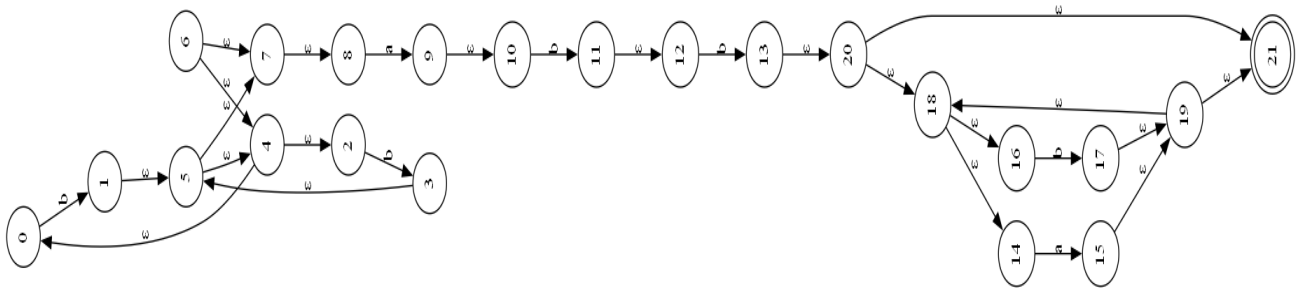 ε
6 ε 7 ε 8 a 9 ε 10 b 11 ε 12 b 13 ε 20 21
ε ε ε
ε 18 ε 19
ε ε
4 ε 2 b 16 b 17
1 ε 5 ε 3 ε ε
ε
b
0 ε 14 a 15